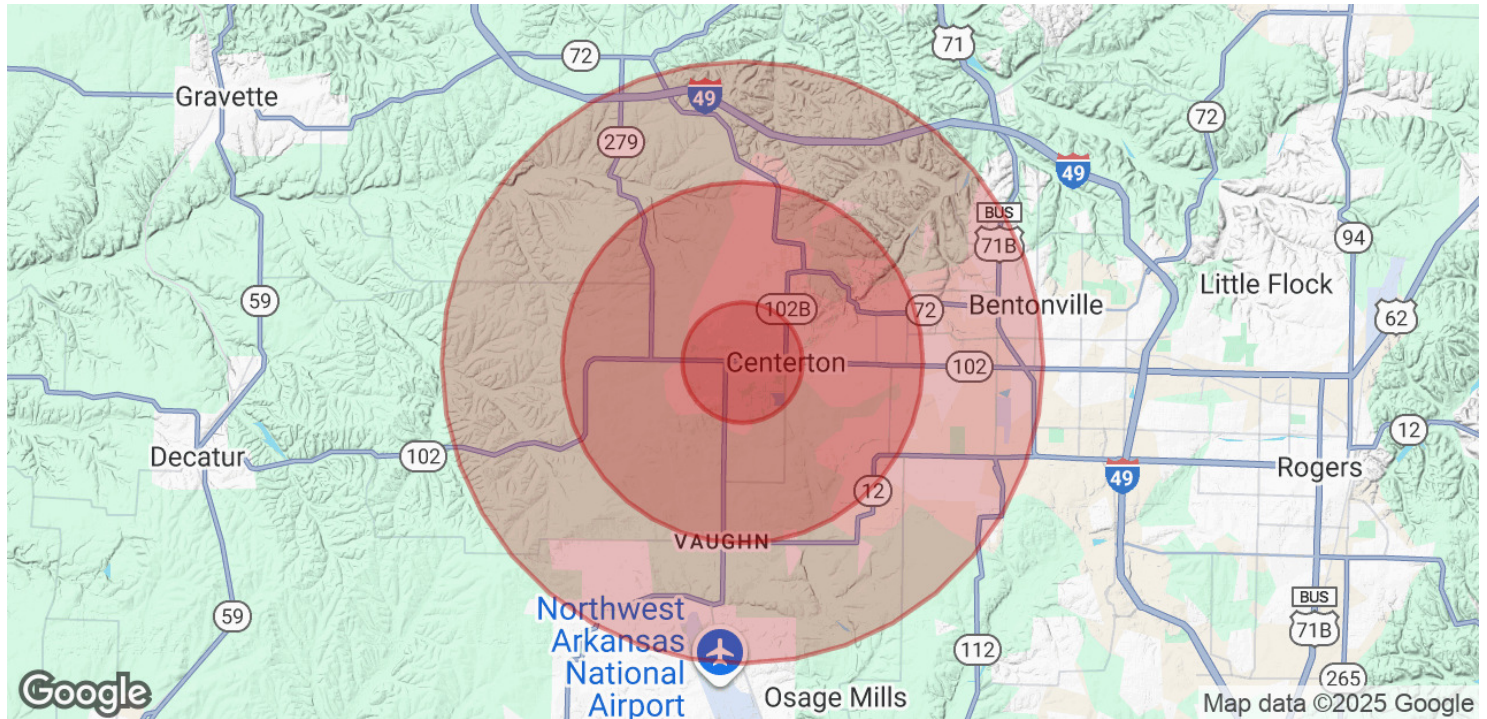 71
72
Gravette
49
72
279
49
BUS
71B
94
Little Flock
59
102B
72
Bentonville
62
Centerton
102
12
Decatur
102
Rogers
49
12
VAUGHN
Northwest
Arkansas
National
Airport
59
BUS
71B
112
265
Osage Mills
Google
Map data ©2025 Google